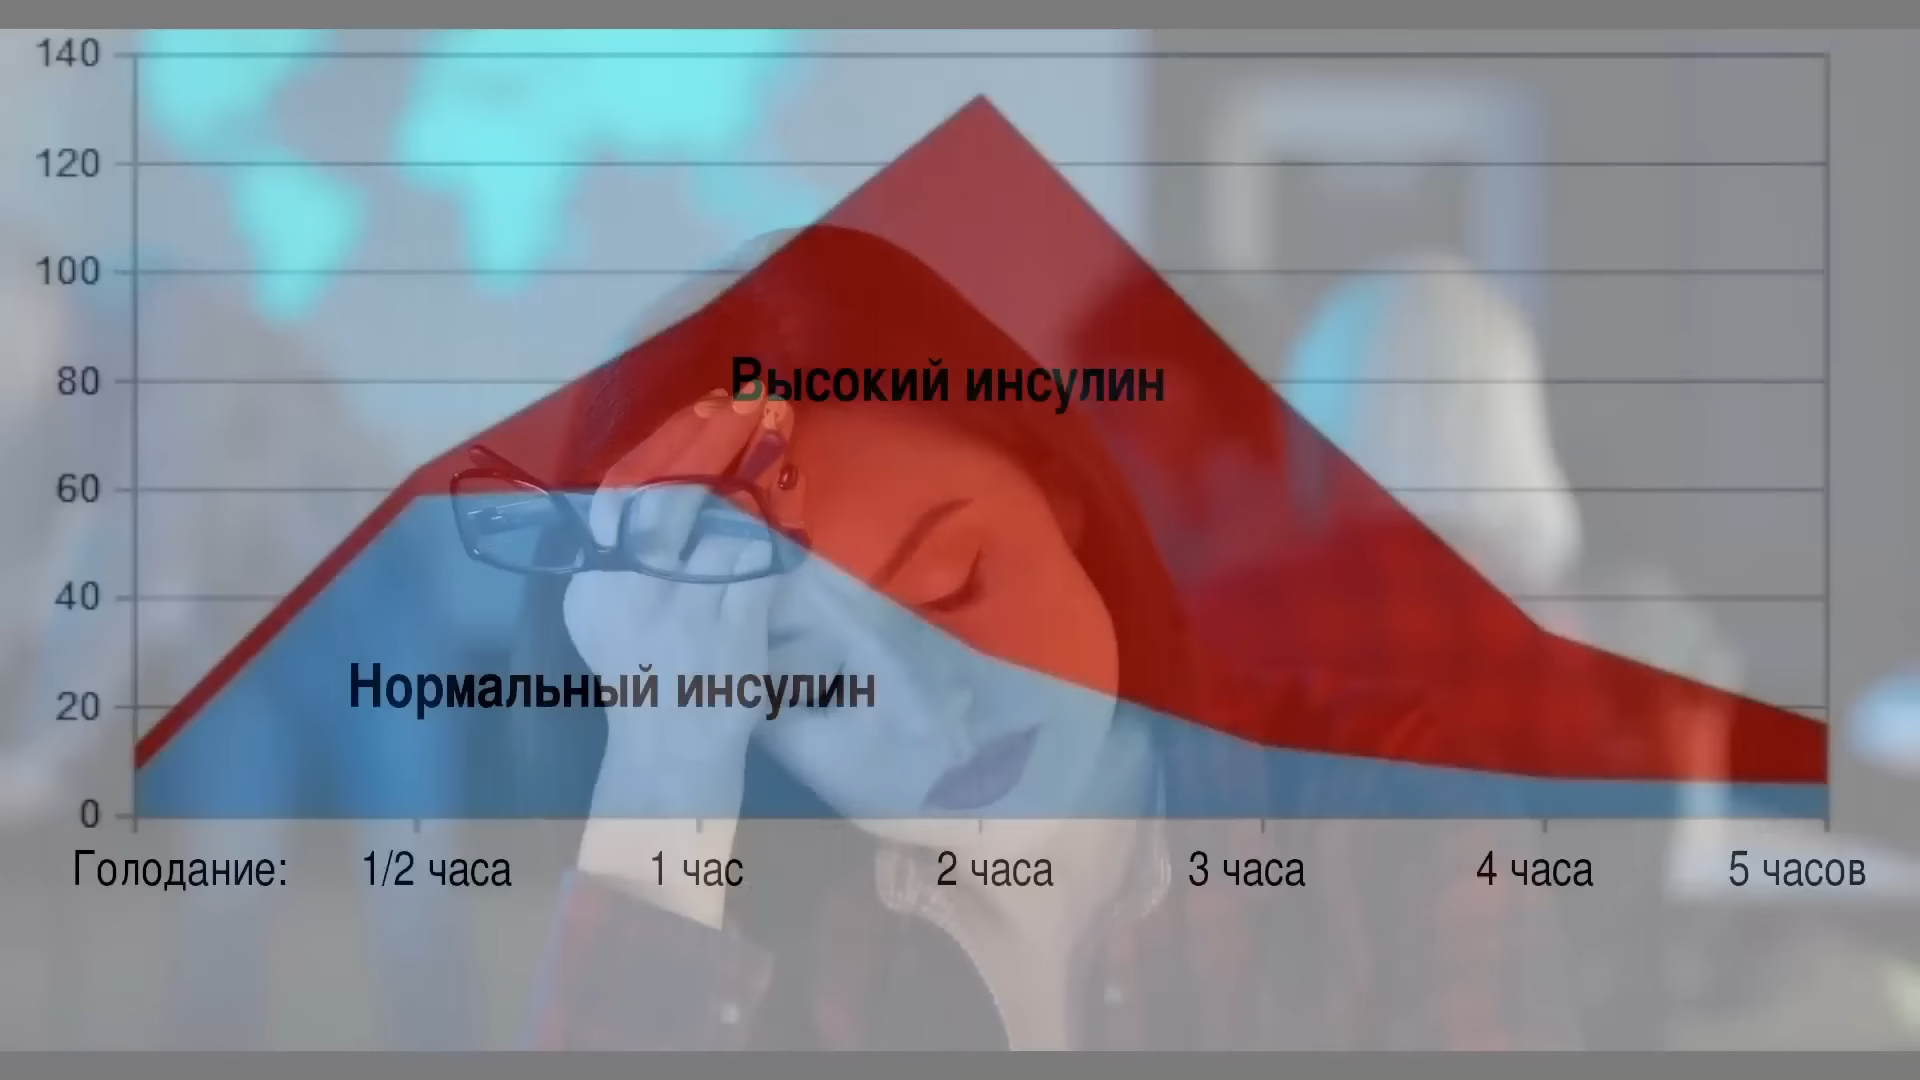 140
120
100
80
60
40
20
0
Высокий инсулин
Нормальный инсулин
Голодание: 1/2 часа 1 час 2 часа 3 часа 4 часа 5 часов